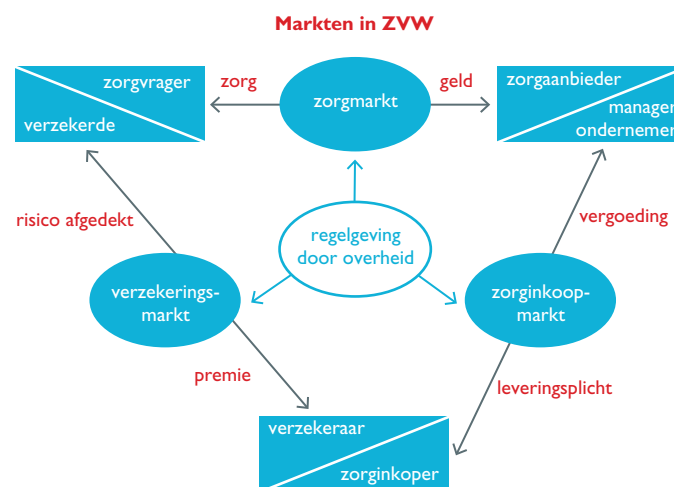 Markten in ZVW
zorgvrager
verzekerde
zorg
zorgmarkt
geld
zorgaanbieder
manager
ondernemer
risico afgedekt
regelgeving
door overheid
vergoeding
verzekerings-
markt
zorginkoop-
markt
premie
leveringsplicht
verzekeraar
zorginkoper